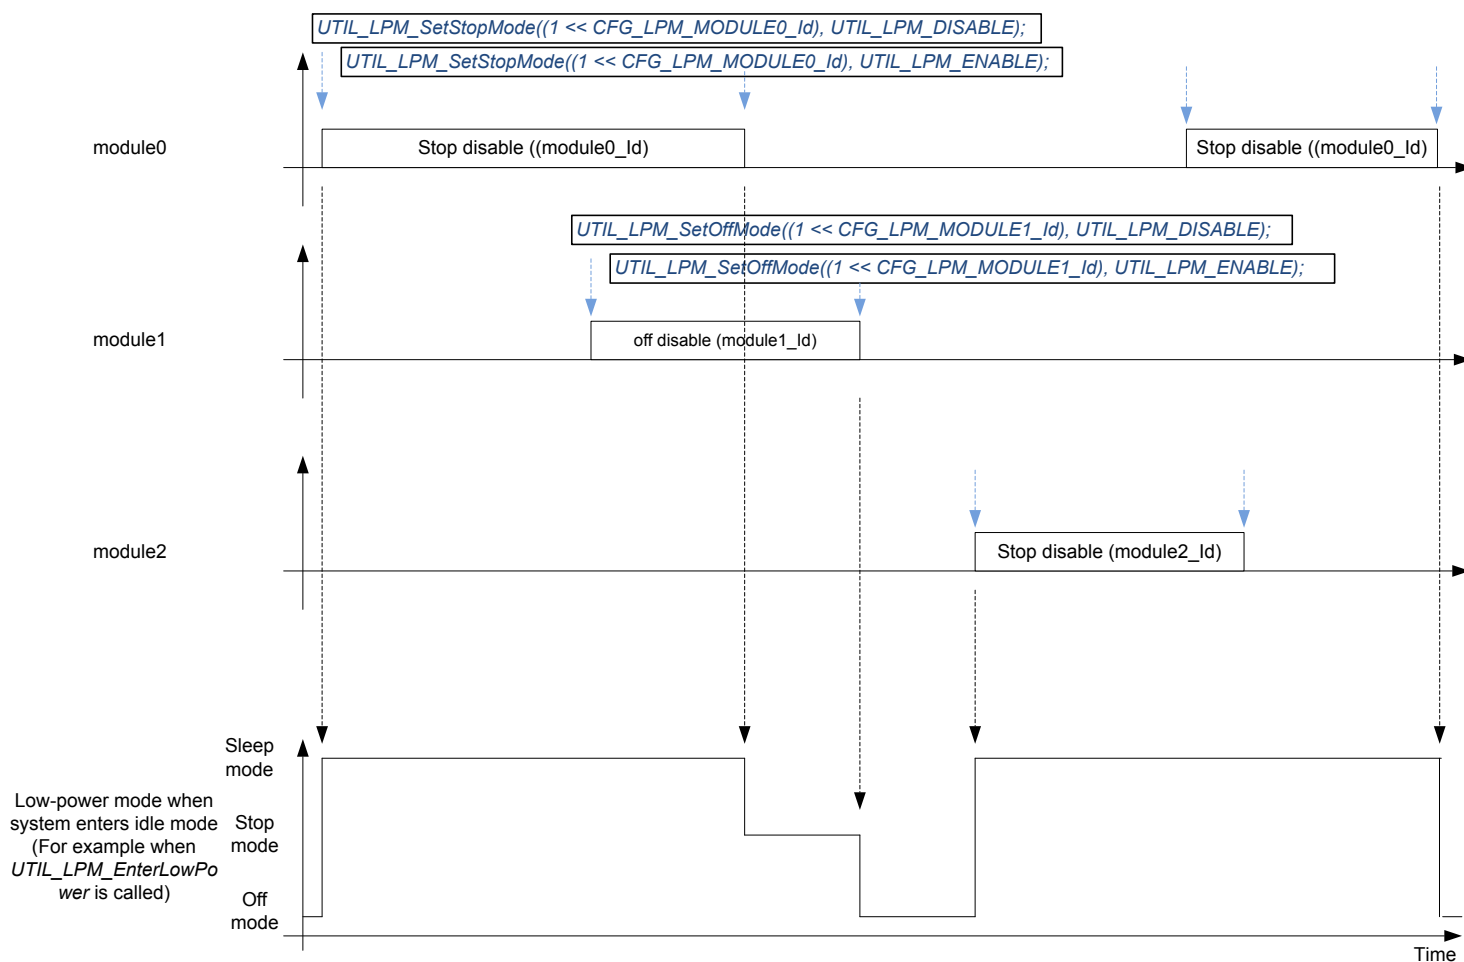 UTIL_LPM_SetStopMode((1 << CFG_LPM_MODULE0_Id), UTIL_LPM_DISABLE);
UTIL_LPM_SetStopMode((1 << CFG_LPM_MODULE0_Id), UTIL_LPM_ENABLE);
module0
Stop disable ((module0_Id)
Stop disable ((module0_Id)
UTIL_LPM_SetOffMode((1 << CFG_LPM_MODULE1_Id), UTIL_LPM_DISABLE);
UTIL_LPM_SetOffMode((1 << CFG_LPM_MODULE1_Id), UTIL_LPM_ENABLE);
module1
off disable (module1_Id)
module2
Stop disable (module2_Id)
Sleep
mode
Low-power mode when
system enters idle mode
(For example when
UTIL_LPM_EnterLowPo
wer is called)
Stop
mode
Off
mode
Time